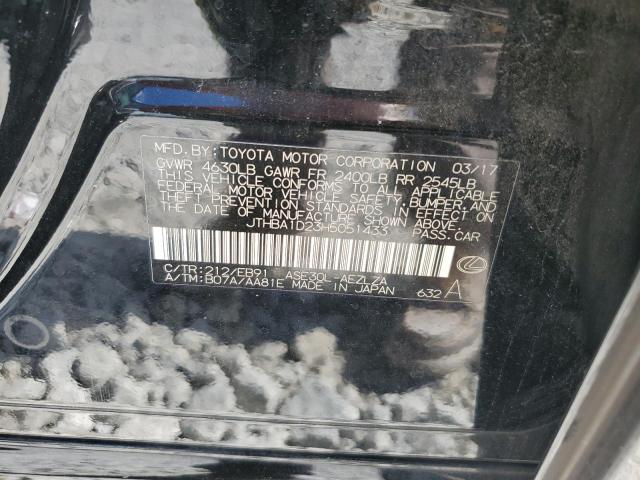 MFD.BY:TOYOTA MOTOR CORPORATION 03/17
GVWR 4630LB GAWR FR 2400LB RR 2545LB
THIS VEHICLE CONFORMS TO ALL APPLICABLE
FEDERAL MOTOR VEHICLE SAFETY,BUMPER,AND
THEFT PREVENTION STANDARDS IN EFFECT ON
THE DATE OF MANUFACTURE SHOWN ABOVE.
JTHBA1D23H5051433 PASS.CAR
C/TR:212/EB91 ASE30L-AEZLZA
A/TM:B07A/AA81E MADE IN JAPAN 632A